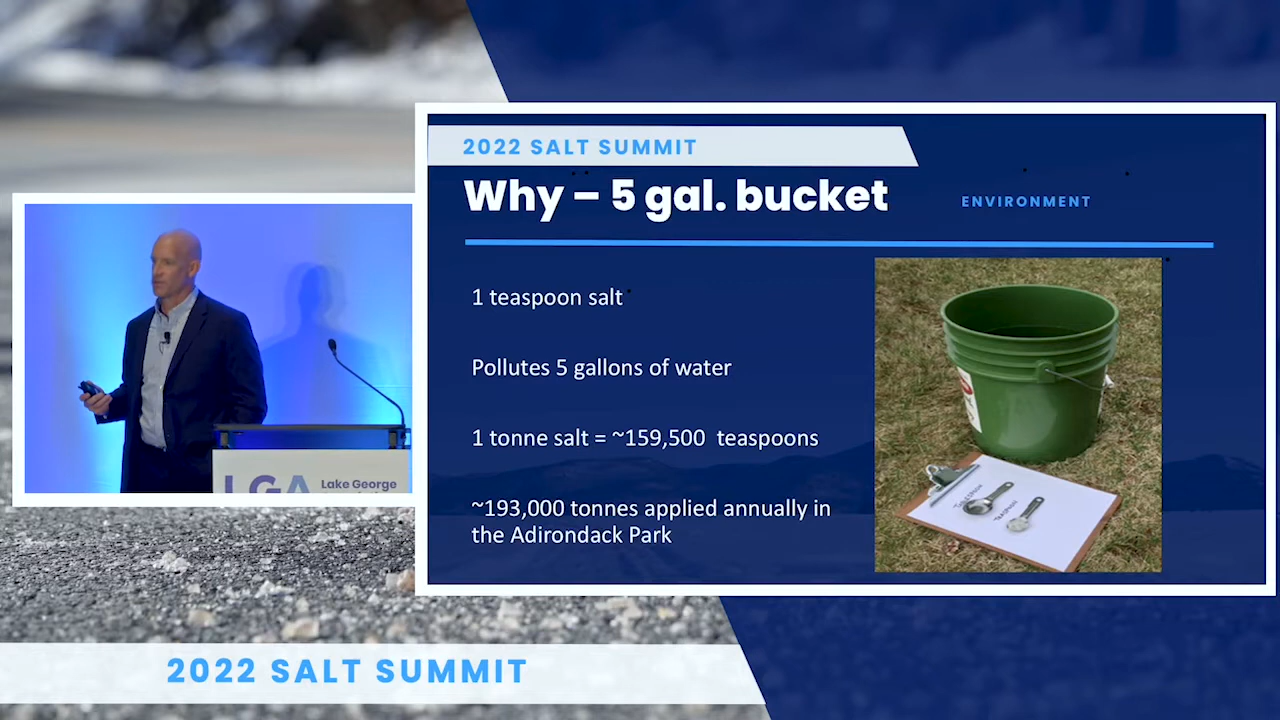 2022 SALT SUMMIT
Why – 5 gal. bucket
ENVIRONMENT
1 teaspoon salt
Pollutes 5 gallons of water
1 tonne salt = ~159,500 teaspoons
~193,000 tonnes applied annually in
the Adirondack Park
TEASPOON
LGA
Lake George
2022 SALT SUMMIT